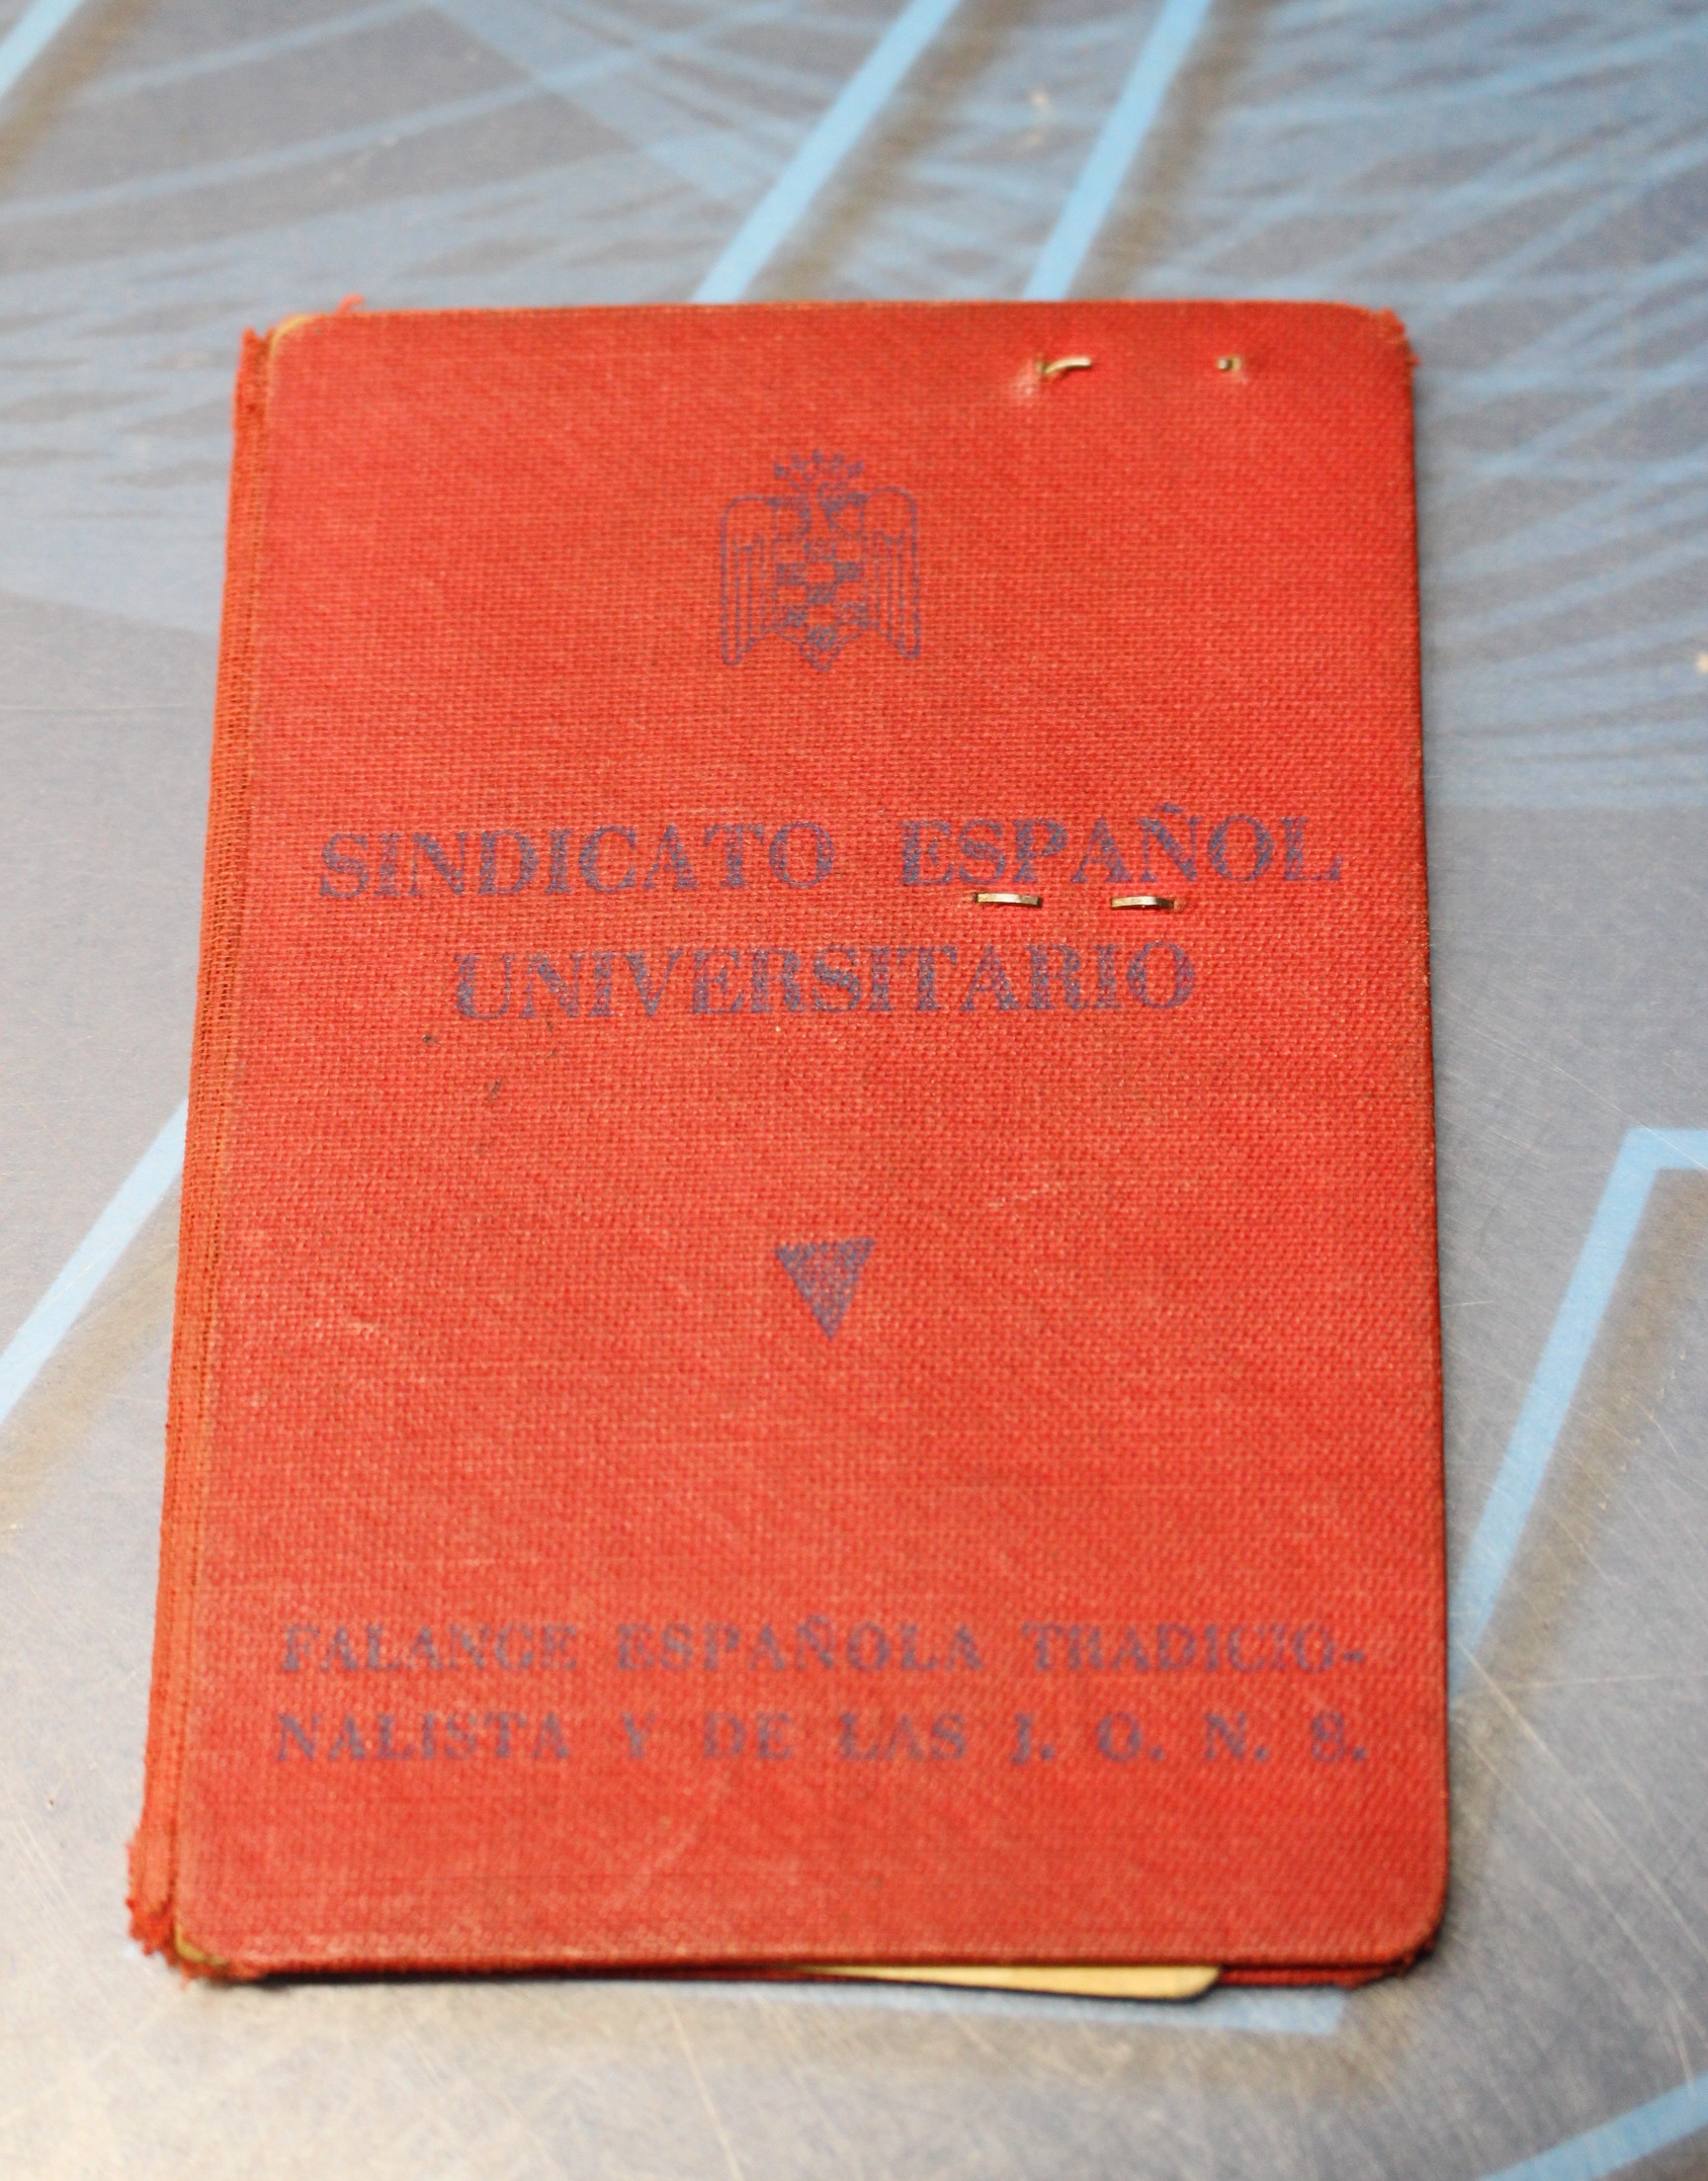 SINDICATO ESPAÑOL
UNIVERSITARIO
FALANGE ESPAÑOLA TRADICIO-
NALISTA Y DE LAS J. O. N. S.